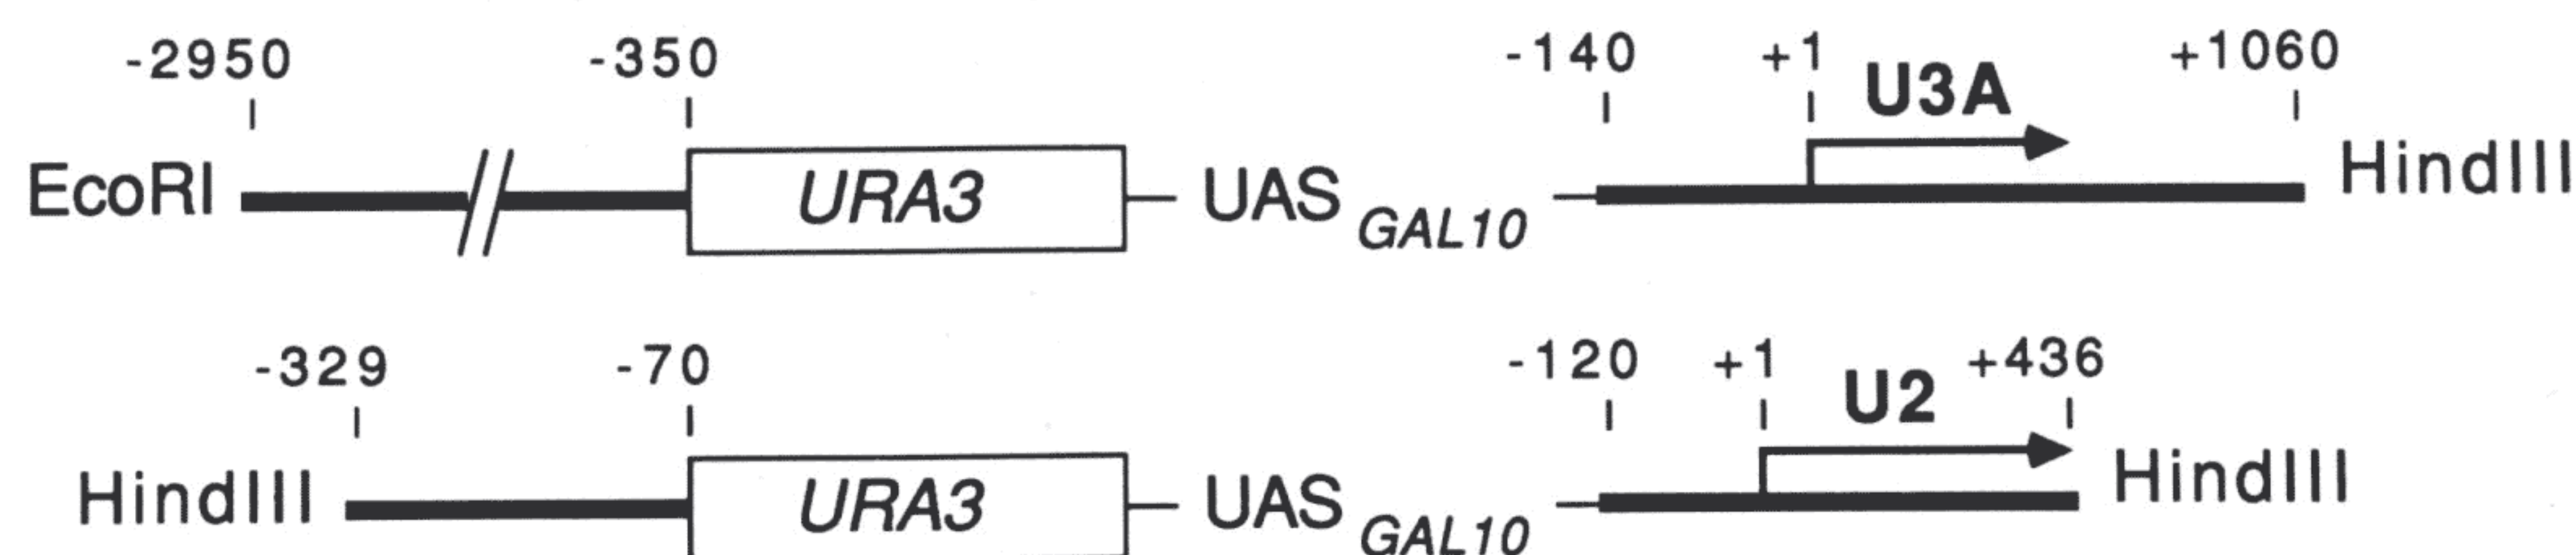 -2950 -350 -140 +1 U3A +1060
EcoRI URA3 UAS GAL10 HindIII
-329 -70 -120 +1 U2 +436
HindIII URA3 UAS GAL10 HindIII